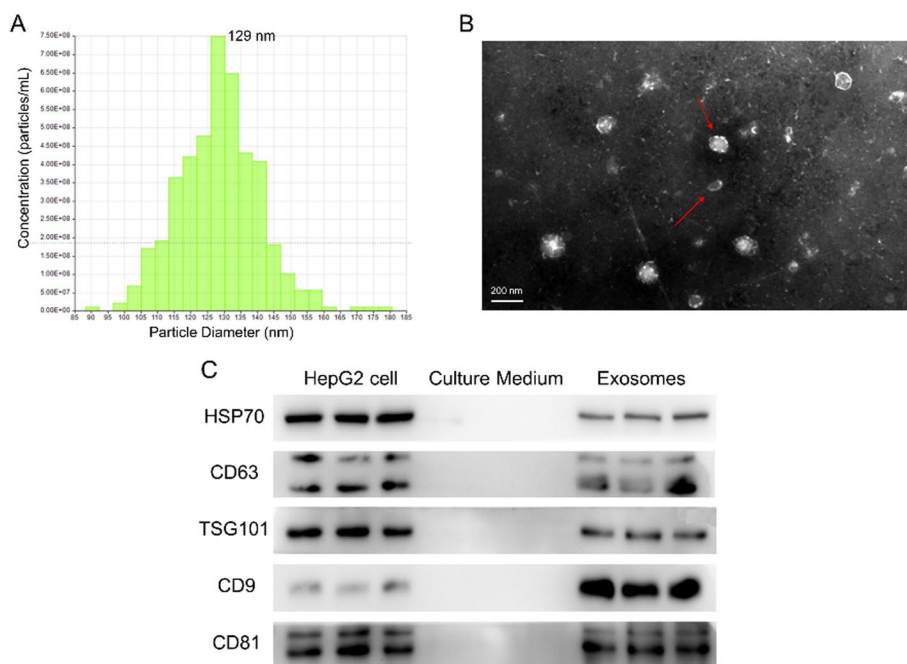 A
129 nm
Concentration (particles/mL)
7.50E+08
7.00E+08
6.50E+08
6.00E+08
5.50E+08
5.00E+08
4.50E+08
4.00E+08
3.50E+08
3.00E+08
2.50E+08
2.00E+08
1.50E+08
1.00E+08
5.00E+07
0.00E+08
85 90 95 100 105 110 115 120 125 130 135 140 145 150 155 160 165 170 175 180 185
Particle Diameter (nm)
B
200 nm
C
HepG2 cell Culture Medium Exosomes
HSP70
CD63
TSG101
CD9
CD81